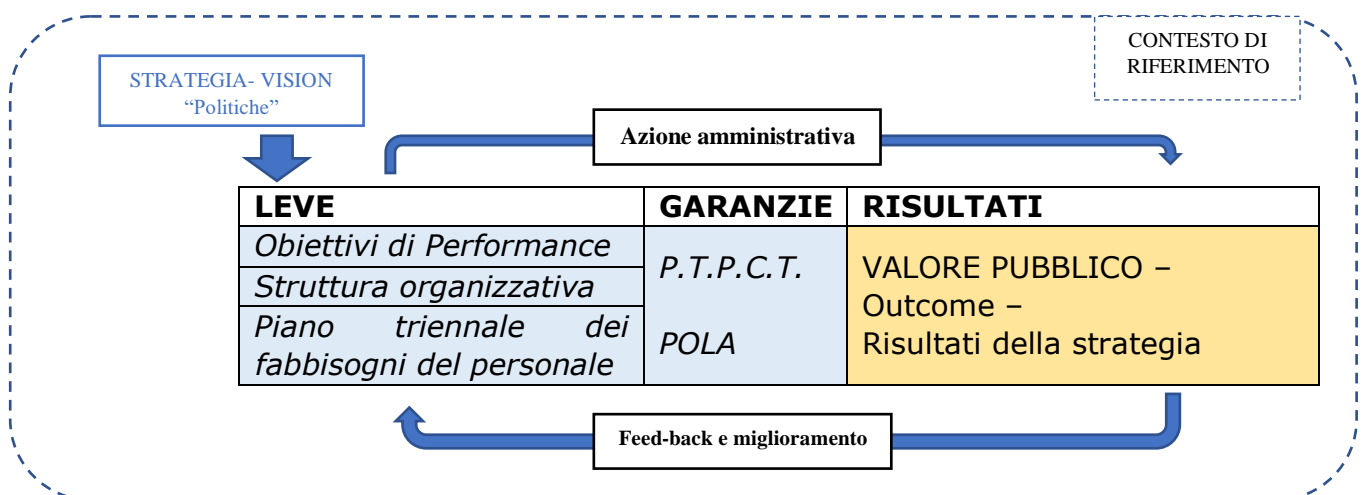 STRATEGIA- VISION
“Politiche”
CONTESTO DI
RIFERIMENTO
Azione amministrativa
LEVE
GARANZIE
RISULTATI
Obiettivi di Performance
Struttura organizzativa
Piano triennale dei
fabbisogni del personale
P.T.P.C.T.
POLA
VALORE PUBBLICO –
Outcome –
Risultati della strategia
Feed-back e miglioramento